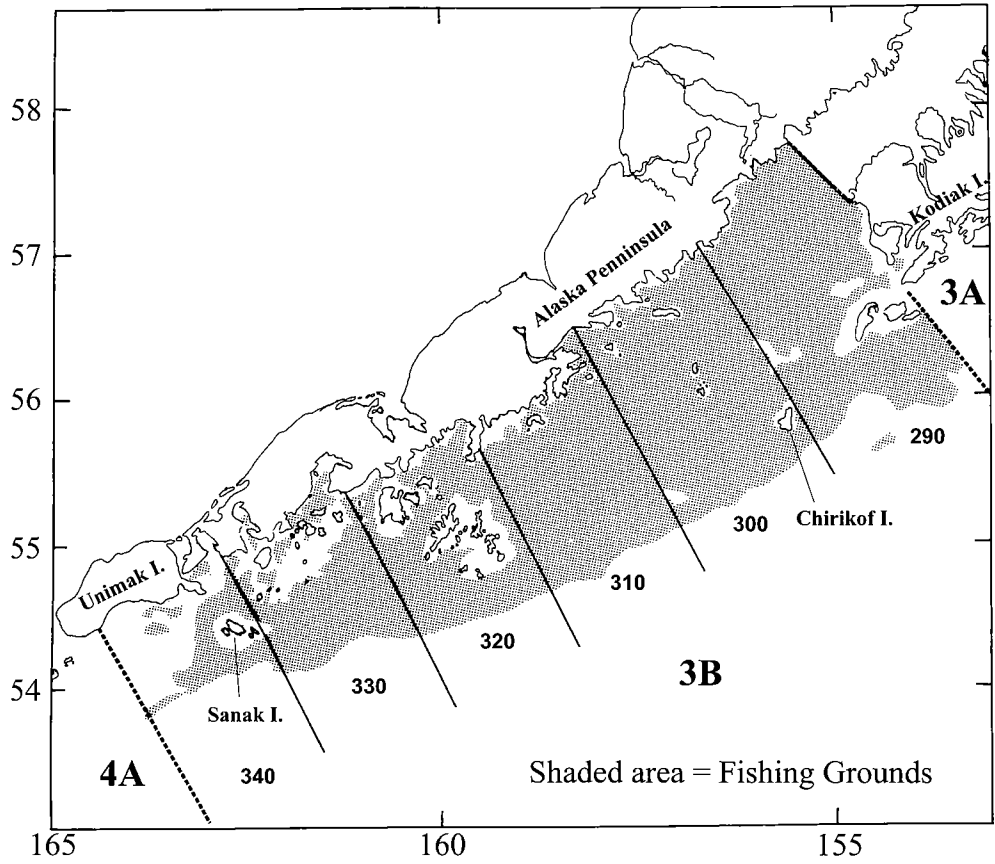 58
57
56
55
54
165
160
155
Kodiak I.
Alaska Penninsula
3A
290
Chirikof I.
300
310
Unimak I.
320
3B
330
Sanak I.
4A
340
Shaded area = Fishing Grounds